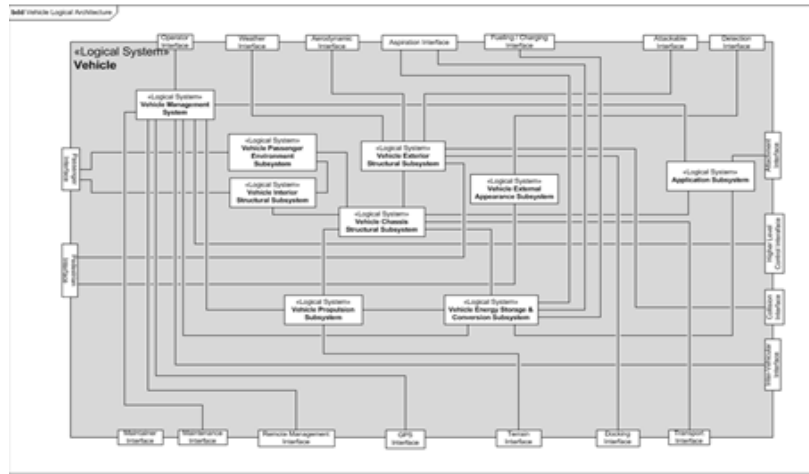 bdd Vehicle Logical Architecture
Operator
Interface
Weather
Interface
Aerodynamic
Interface
Aspiration Interface
Fueling / Charging
Interface
Attackable
Interface
Detection
Interface
«Logical System»
Vehicle
«Logical System»
Vehicle Management
System
«Logical System»
Vehicle Passenger
Environment
Subsystem
«Logical System»
Vehicle Exterior
Structural Subsystem
Passenger
Interface
Attachment
Interface
«Logical System»
Vehicle Interior
Structural Subsystem
«Logical System»
Vehicle External
Appearance Subsystem
«Logical System»
Application Subsystem
«Logical System»
Vehicle Chassis
Structural Subsystem
Pedestrian
Interface
Higher Level
Control Interaface
«Logical System»
Vehicle Propulsion
Subsystem
«Logical System»
Vehicle Energy Storage &
Conversion Subsystem
Collision
Interface
Inter-Vehicular
Interface
Maintainer
Interface
Maintenance
Interface
Remote Management
Interface
GPS
Interface
Terrain
Interface
Docking
Interface
Transport
Interface